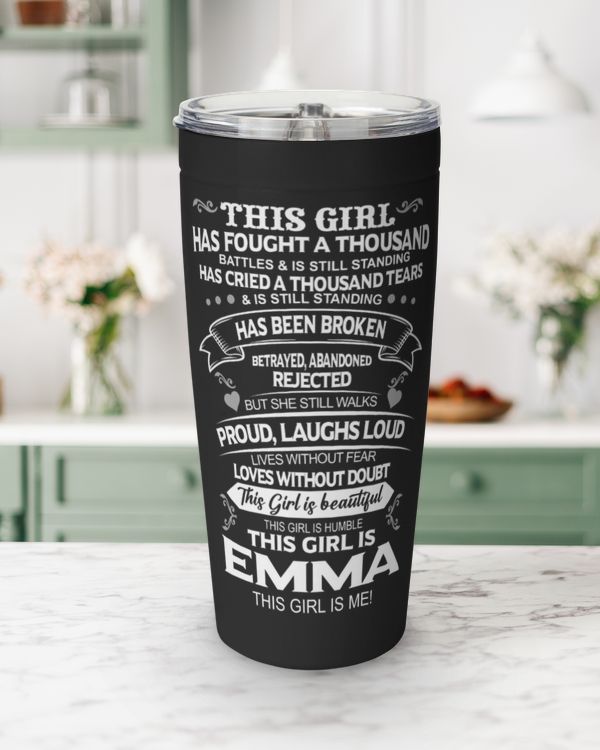 THIS GIRL
HAS FOUGHT A THOUSAND
BATTLES & IS STILL STANDING
HAS CRIED A THOUSAND TEARS
& IS STILL STANDING
HAS BEEN BROKEN
BETRAYED, ABANDONED
REJECTED
BUT SHE STILL WALKS
PROUD, LAUGHS LOUD
LIVES WITHOUT FEAR
LOVES WITHOUT DOUBT
This Girl is beautiful
THIS GIRL IS HUMBLE
THIS GIRL IS
EMMA
THIS GIRL IS ME!